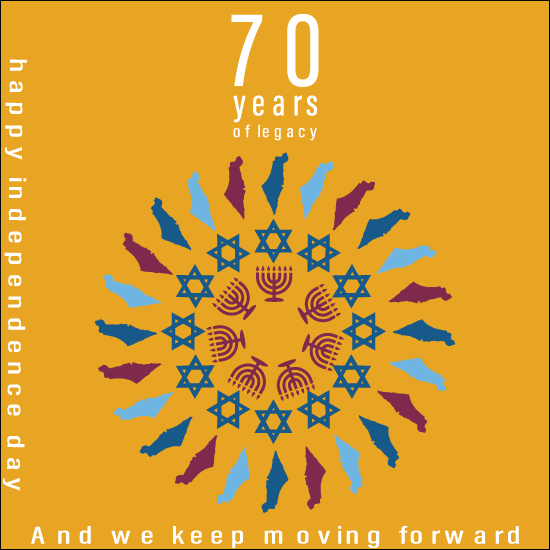 70
years
of legacy
happy independence day
And we keep moving forward